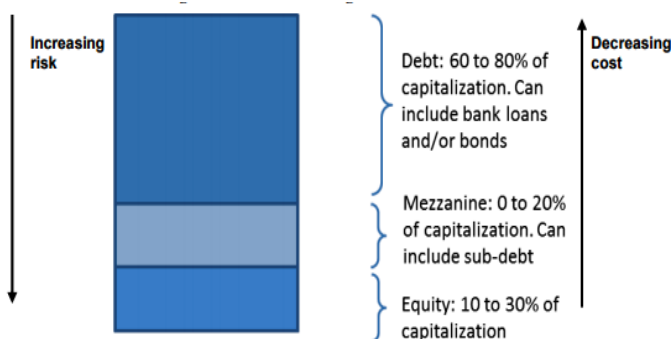 Increasing
risk
Debt: 60 to 80% of
capitalization. Can
include bank loans
and/or bonds
Decreasing
cost
Mezzanine: 0 to 20%
of capitalization. Can
include sub-debt
Equity: 10 to 30% of
capitalization